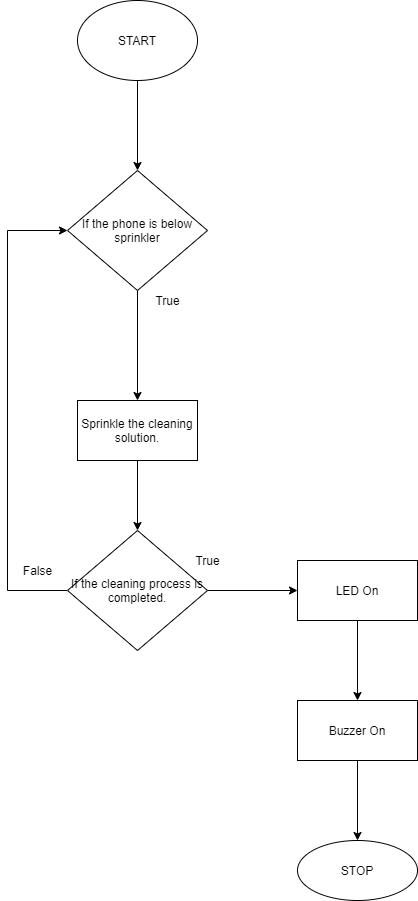 START
If the phone is below
sprinkler
True
Sprinkle the cleaning
solution.
True
False
If the cleaning process is
completed.
LED On
Buzzer On
STOP